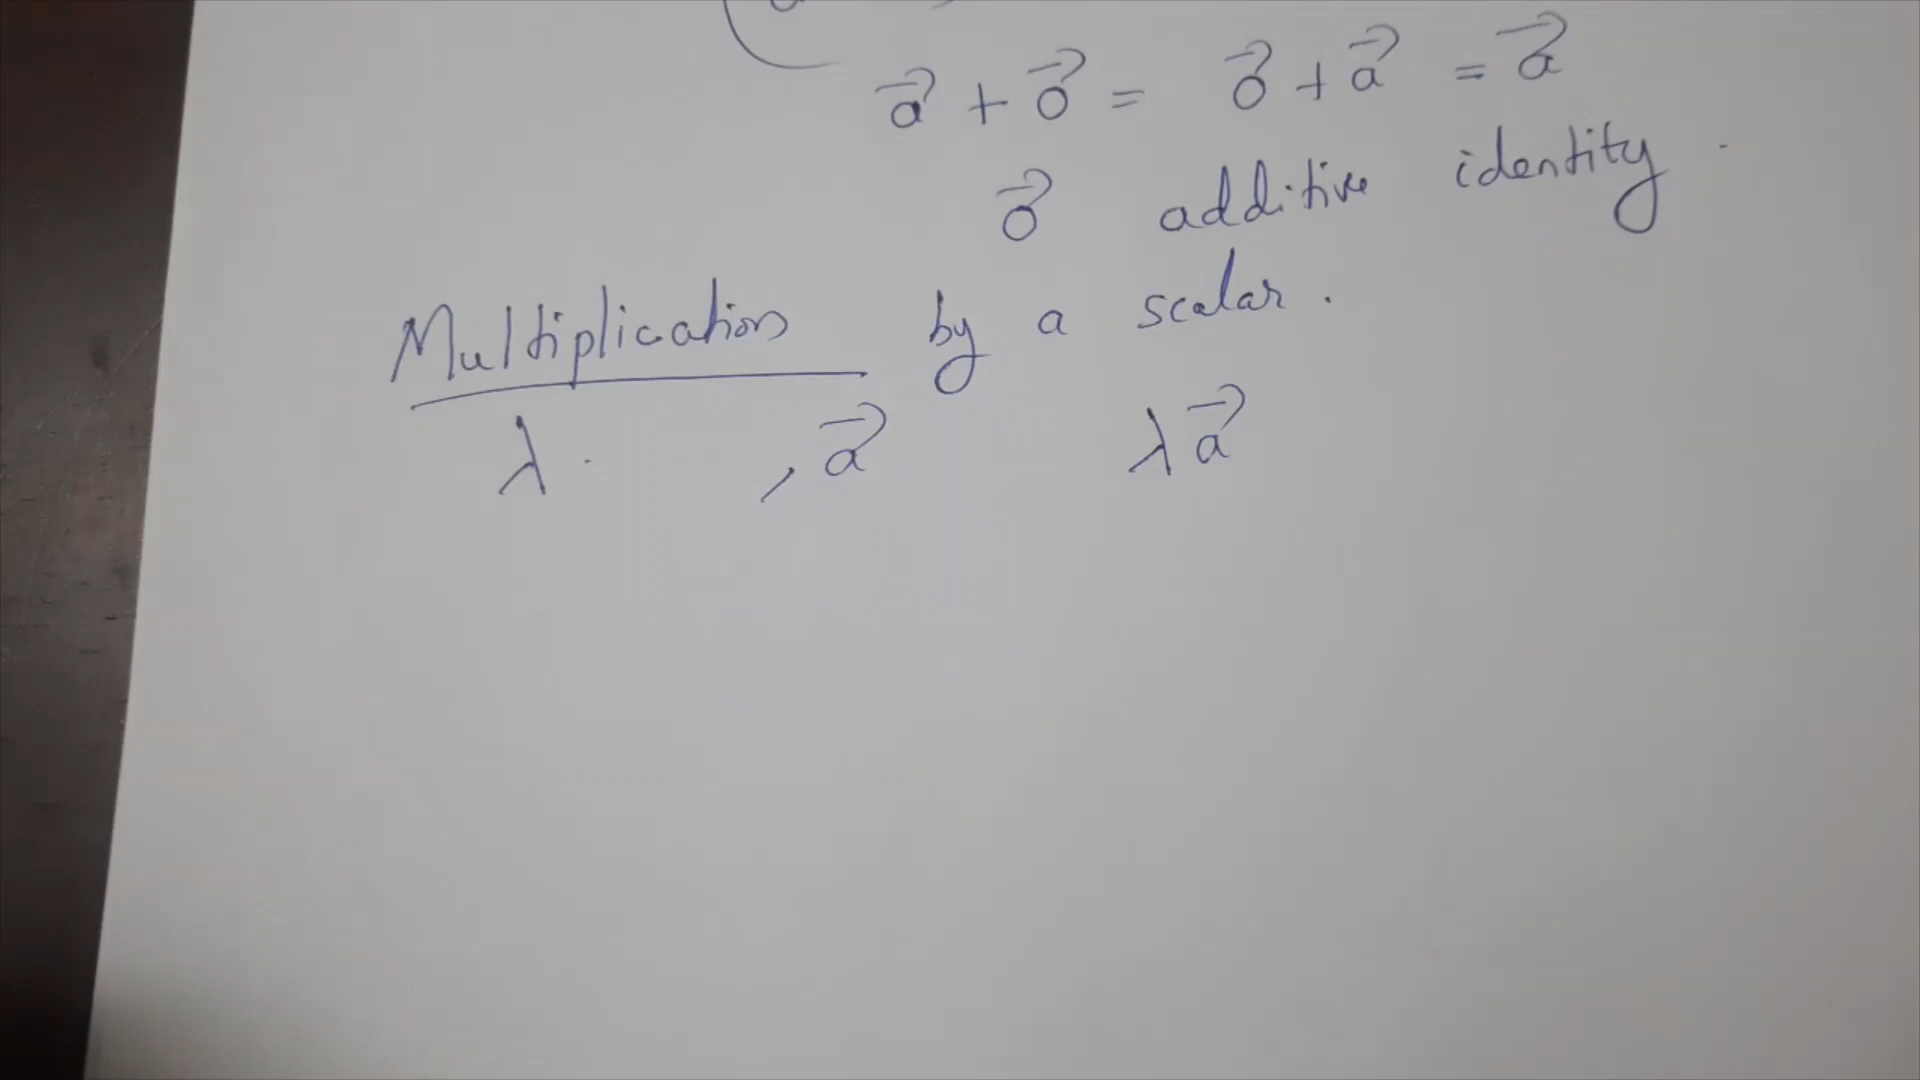 a⃗ + 0⃗ = 0⃗ + a⃗ = a⃗
0⃗ additive identity.
Multiplication by a scalar.
λ , a⃗ λa⃗